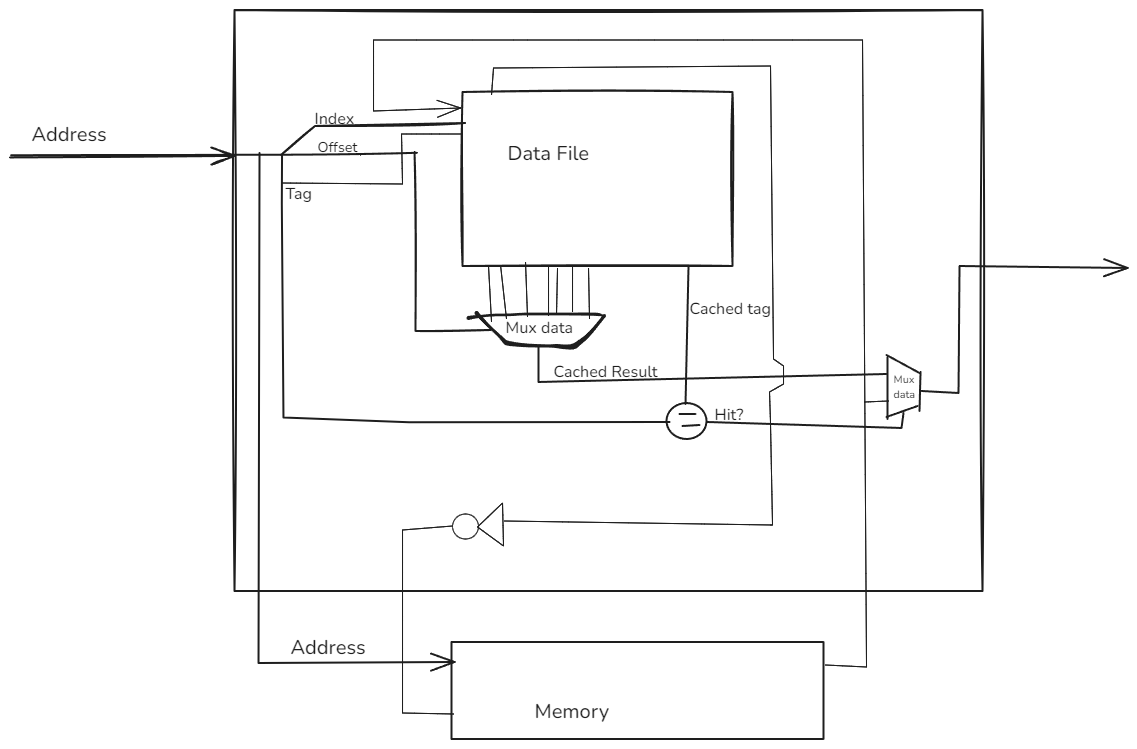 Index
Address
Offset
Data File
Tag
Cached tag
Mux data
Cached Result
Mux
data
Hit?
Address
Memory